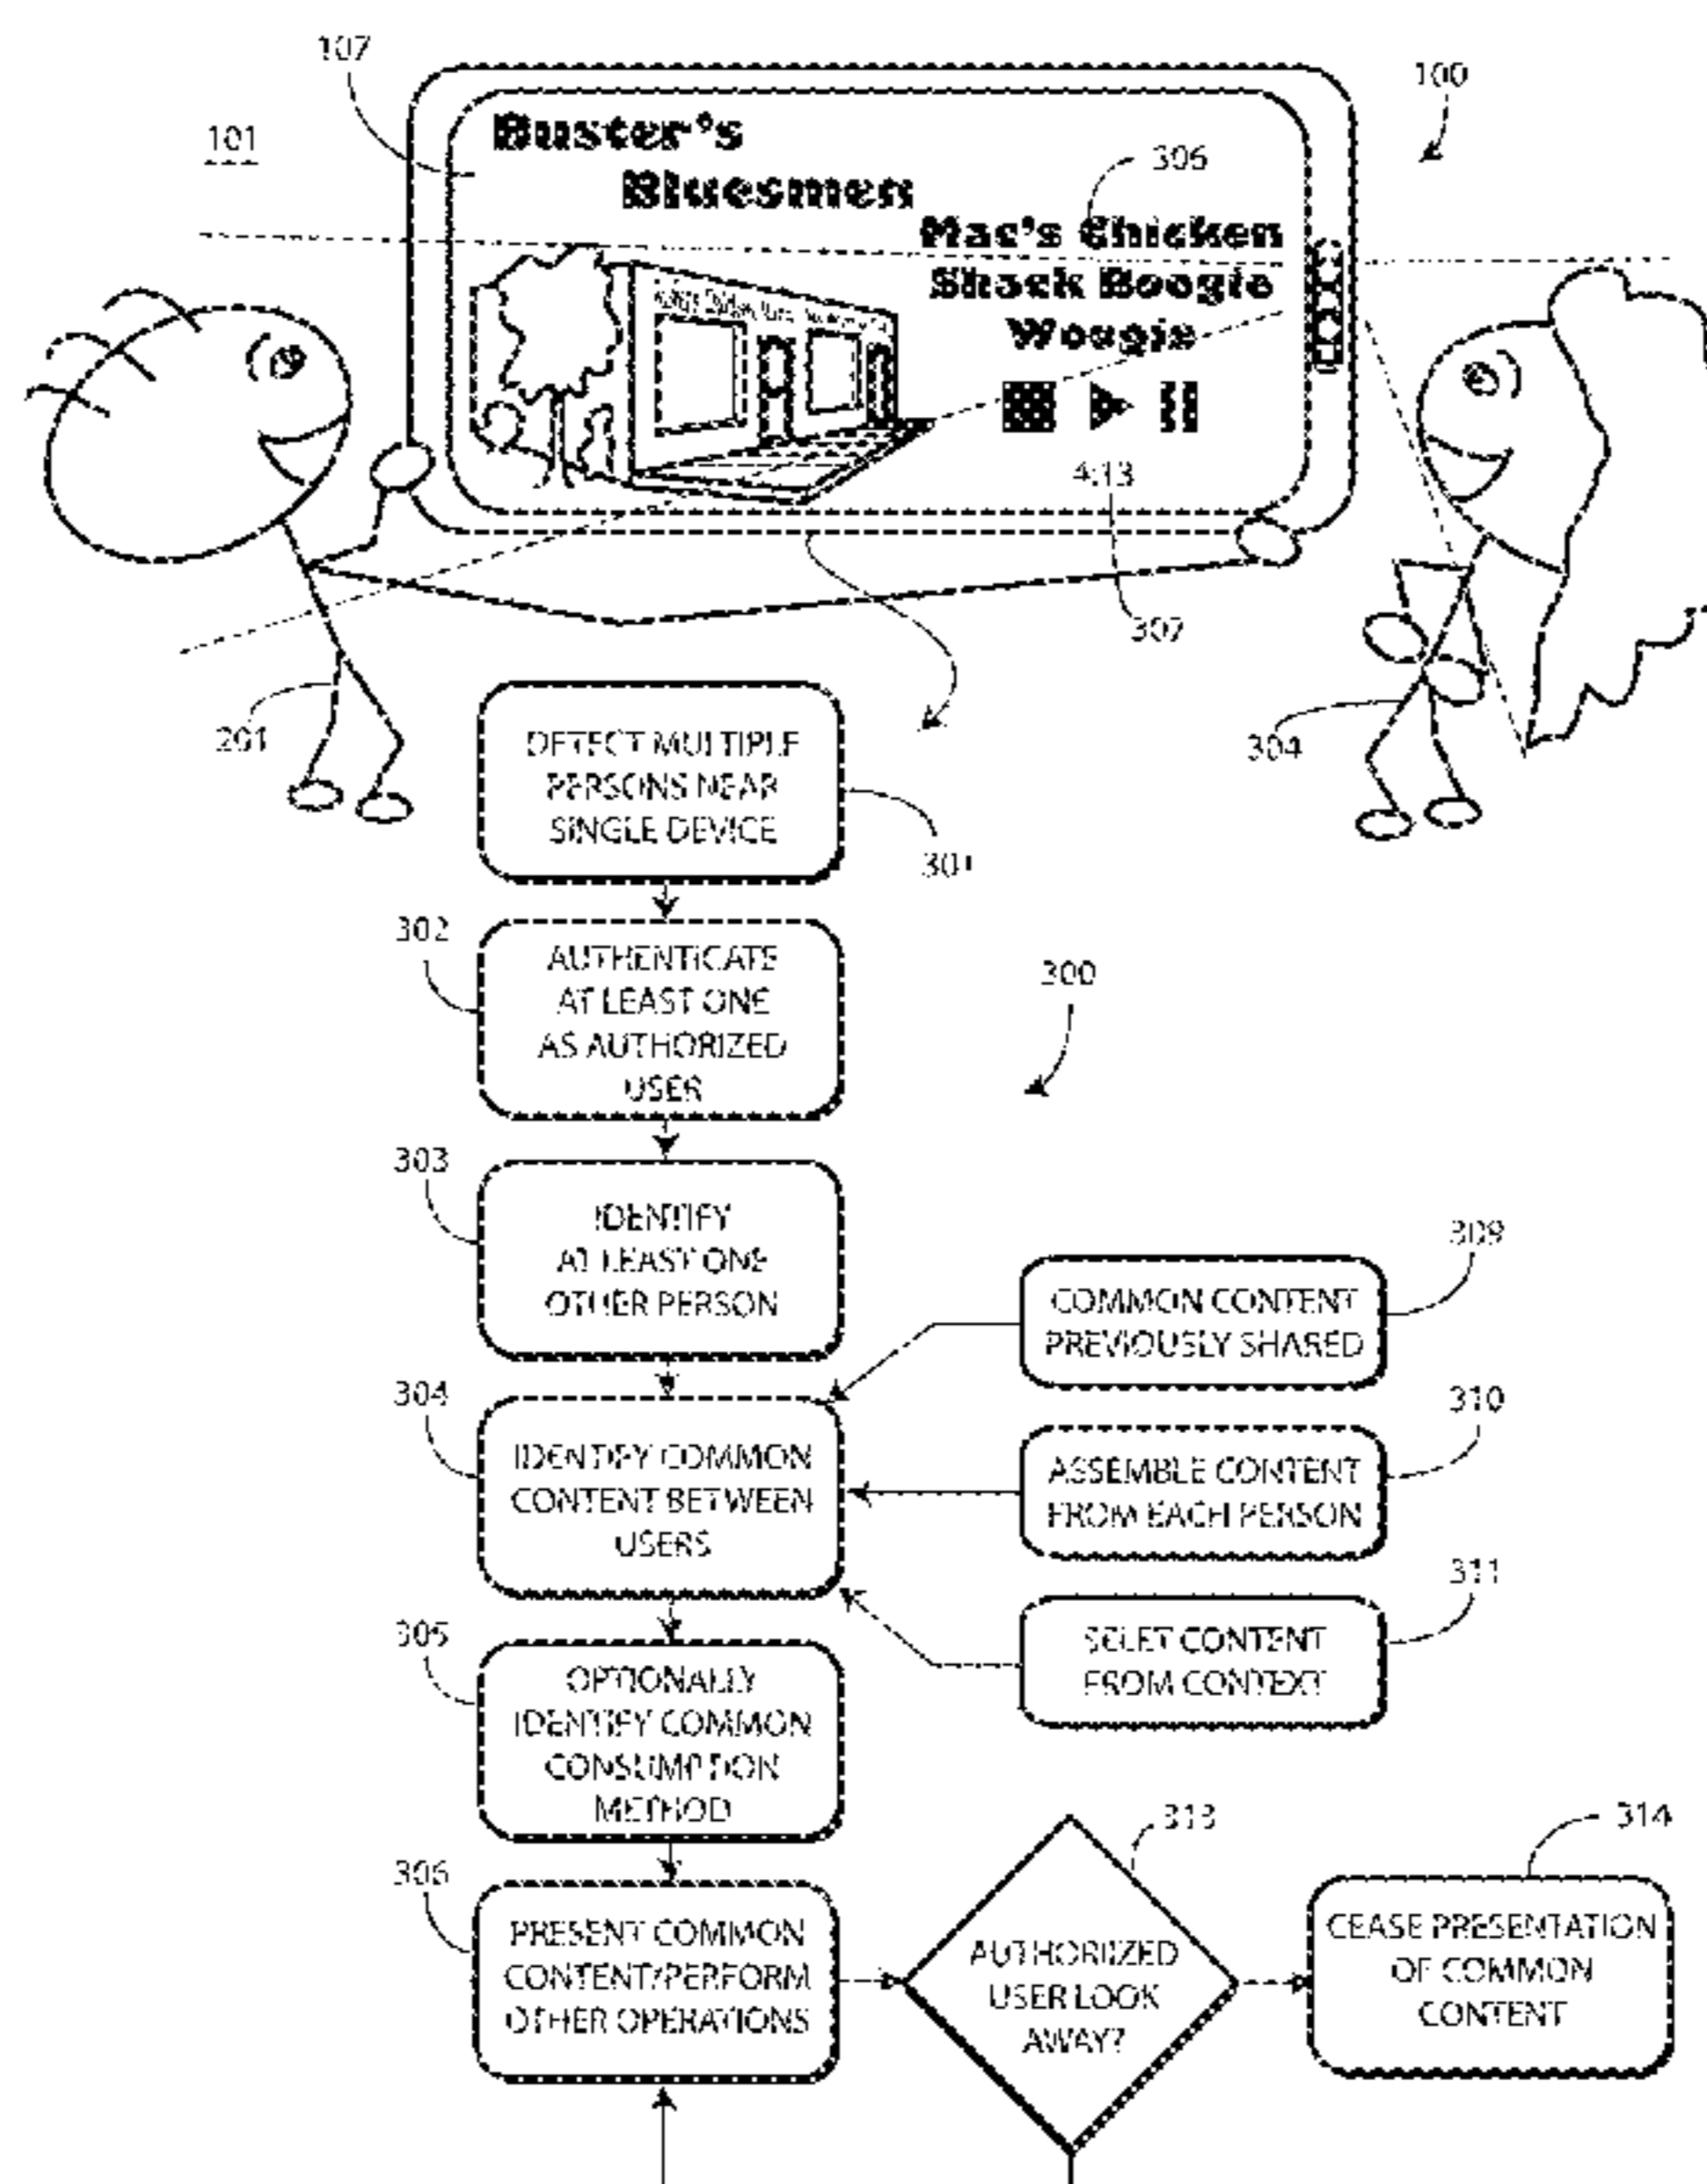 107
100
101
Buster's
Bluesmen
306
Mac's Chicken
Shack Boogie
Woogie
4:13
307
201
304
DETECT MULTIPLE
PERSONS NEAR
SINGLE DEVICE
301
302
AUTHENTICATE
AT LEAST ONE
AS AUTHORIZED
USER
300
303
IDENTIFY
AT LEAST ONE
OTHER PERSON
309
COMMON CONTENT
PREVIOUSLY SHARED
304
IDENTIFY COMMON
CONTENT BETWEEN
USERS
310
ASSEMBLE CONTENT
FROM EACH PERSON
311
SELET CONTENT
FROM CONTEXT
305
OPTIONALLY
IDENTIFY COMMON
CONSUMPTION
METHOD
306
PRESENT COMMON
CONTENT/PERFORM
OTHER OPERATIONS
313
AUTHORIIZED
USER LOOK
AWAY?
314
CEASE PRESENTATION
OF COMMON
CONTENT